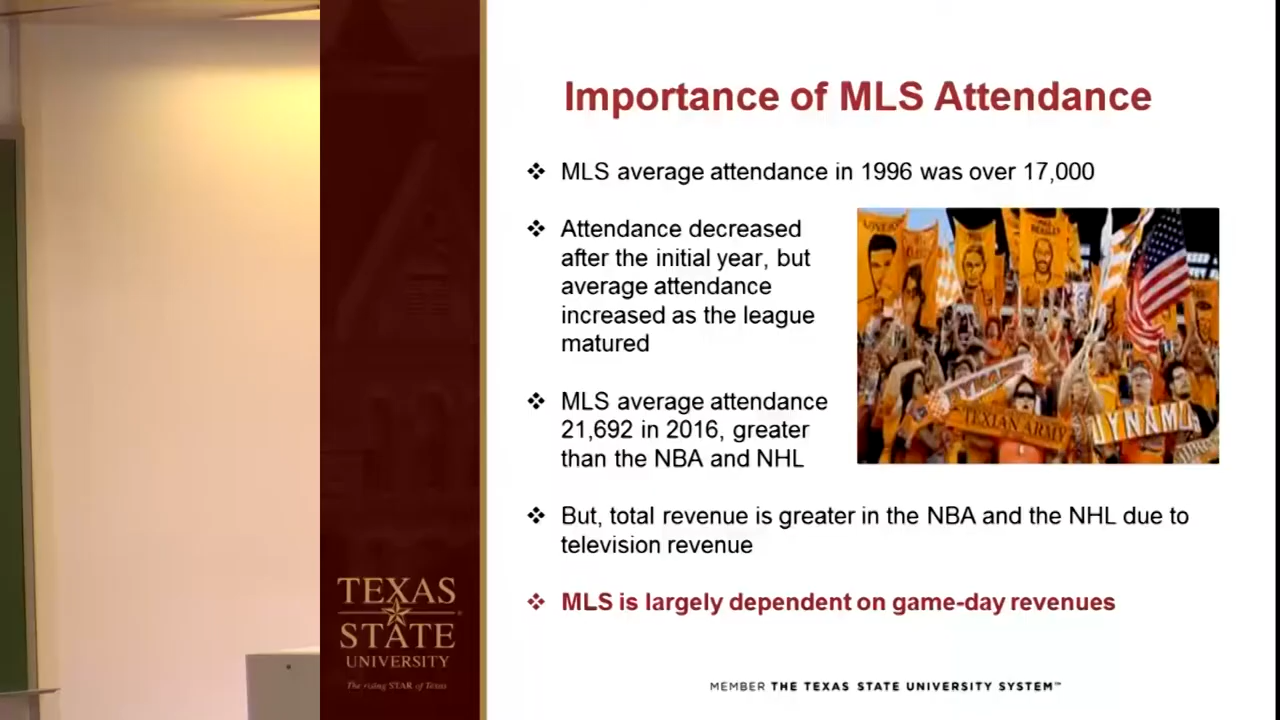 Importance of MLS Attendance
❖ MLS average attendance in 1996 was over 17,000
❖ Attendance decreased
after the initial year, but
average attendance
increased as the league
matured
❖ MLS average attendance
21,692 in 2016, greater
than the NBA and NHL
❖ But, total revenue is greater in the NBA and the NHL due to
television revenue
❖ MLS is largely dependent on game-day revenues
TEXIAN ARMY
DYNAMO
TEXAS
STATE
UNIVERSITY
The rising STAR of Texas
MEMBER THE TEXAS STATE UNIVERSITY SYSTEM™